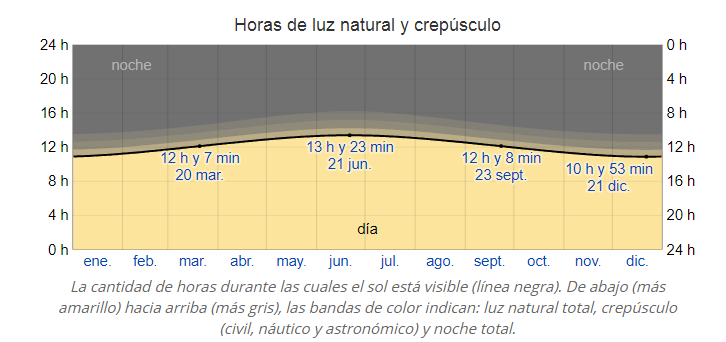 Horas de luz natural y crepúsculo
24 h 0 h
noche noche
20 h 4 h
16 h 8 h
12 h 12 h
12 h y 7 min
20 mar.
13 h y 23 min
21 jun.
12 h y 8 min
23 sept.
10 h y 53 min
21 dic.
8 h 16 h
4 h 20 h
día
0 h 24 h
ene. feb. mar. abr. may. jun. jul. ago. sept. oct. nov. dic.
La cantidad de horas durante las cuales el sol está visible (línea negra). De abajo (más
amarillo) hacia arriba (más gris), las bandas de color indican: luz natural total, crepúsculo
(civil, náutico y astronómico) y noche total.